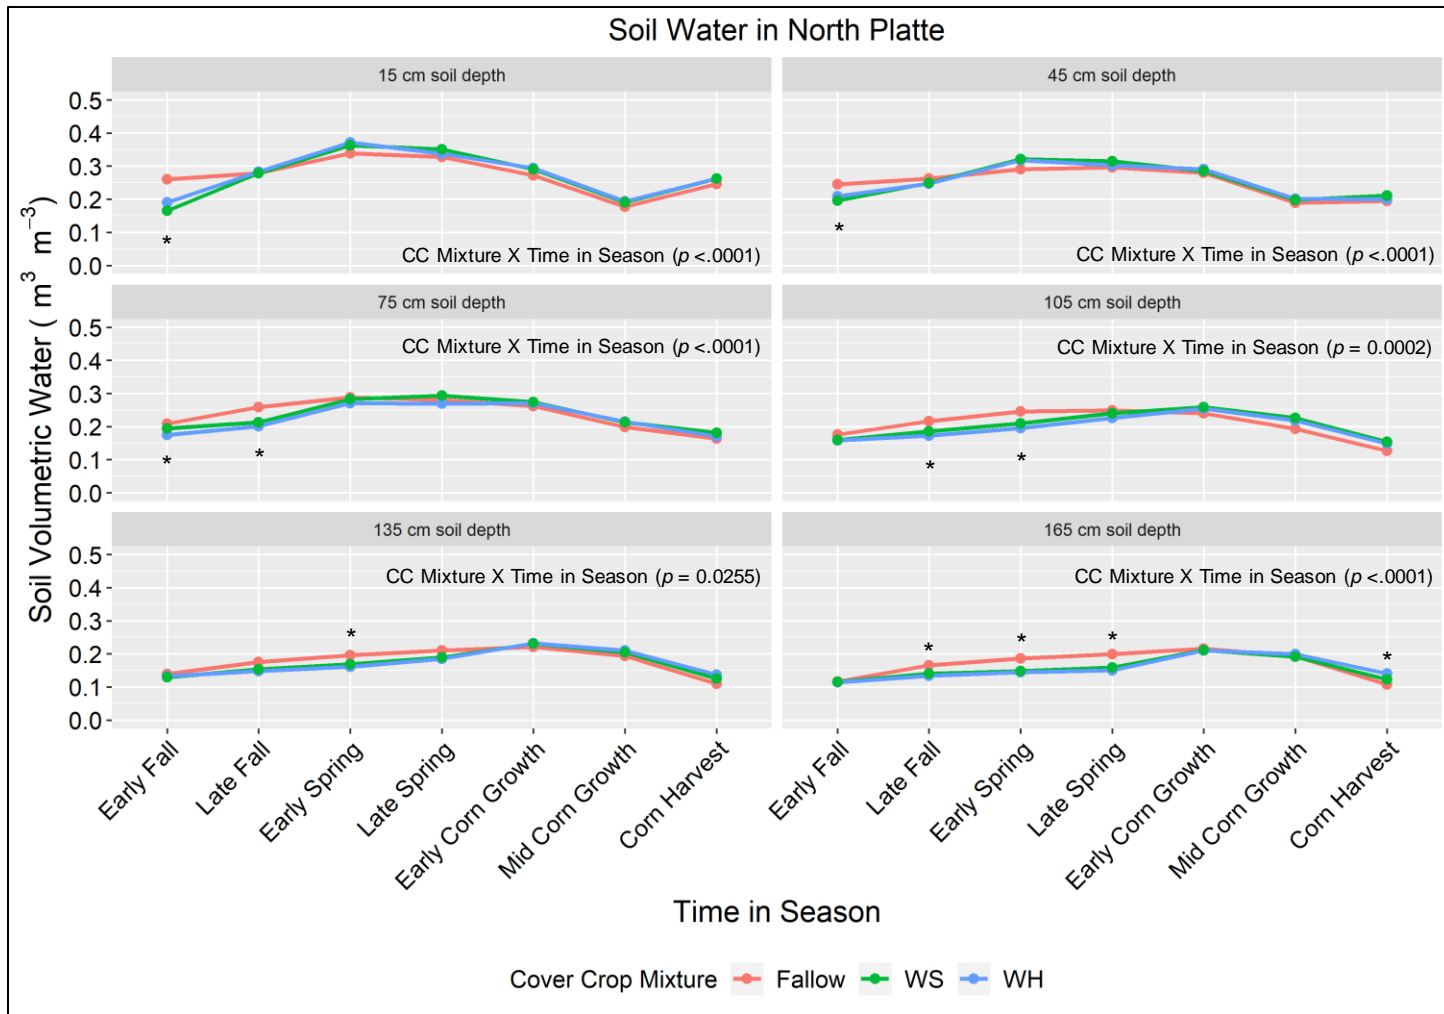 Soil Water in North Platte
15 cm soil depth
45 cm soil depth
0.5
0.4
0.3
0.2
0.1
0.0
*
*
CC Mixture X Time in Season (p <.0001)
CC Mixture X Time in Season (p <.0001)
75 cm soil depth
105 cm soil depth
0.5
0.4
0.3
0.2
0.1
0.0
CC Mixture X Time in Season (p <.0001)
CC Mixture X Time in Season (p = 0.0002)
* *
* *
135 cm soil depth
165 cm soil depth
0.5
0.4
0.3
0.2
0.1
0.0
CC Mixture X Time in Season (p = 0.0255)
CC Mixture X Time in Season (p <.0001)
*
* * * *
Soil Volumetric Water ( m³ m⁻³)
Early Fall
Late Fall
Early Spring
Late Spring
Early Corn Growth
Mid Corn Growth
Corn Harvest
Early Fall
Late Fall
Early Spring
Late Spring
Early Corn Growth
Mid Corn Growth
Corn Harvest
Time in Season
Cover Crop Mixture Fallow WS WH